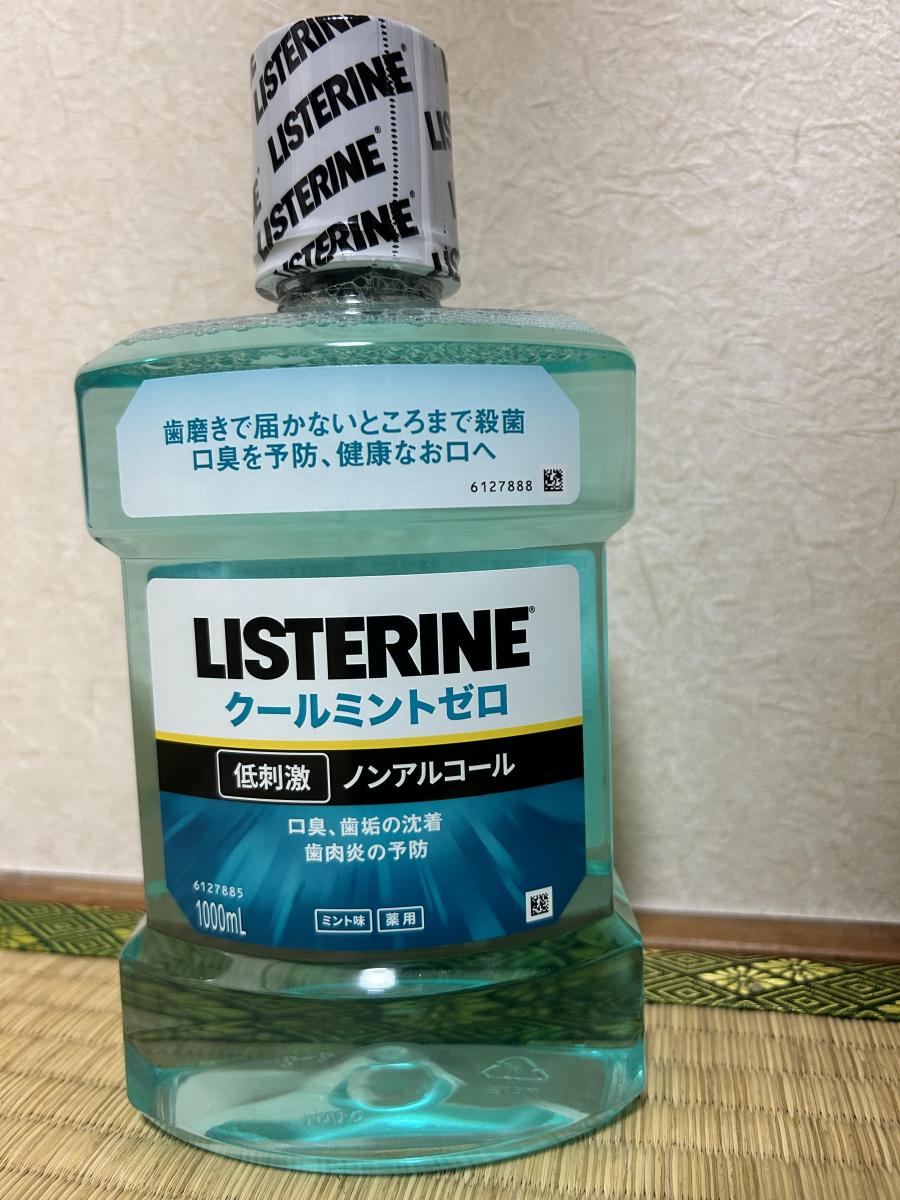 LISTERINE
LISTERINE®
LISTERINE®
LISTERINE®
歯磨きで届かないところまで殺菌
口臭を予防、健康なお口へ
6127888
LISTERINE®
クールミントゼロ
低刺激 ノンアルコール
口臭、歯垢の沈着
歯肉炎の予防
6127885
1000mL
ミント味 薬用